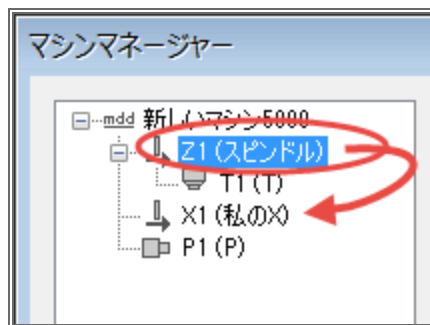 マシンマネージャー
mdd 新しいマシン5000
Z1 (スピンドル)
T1 (T)
X1 (私のX)
P1 (P)